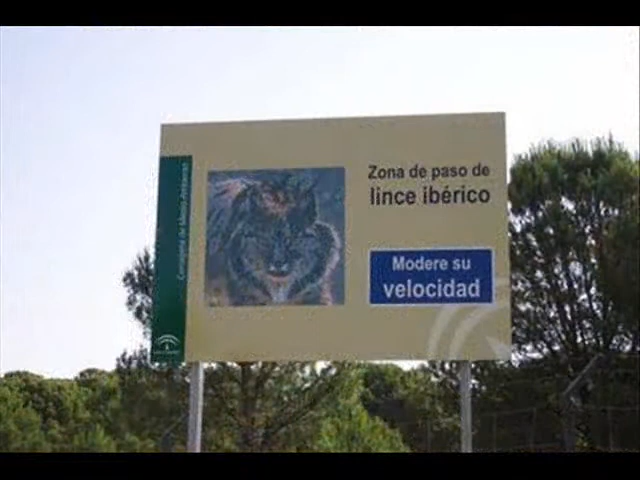 Zona de paso de
lince ibérico
Modere su
velocidad
Consejería de Medio Ambiente